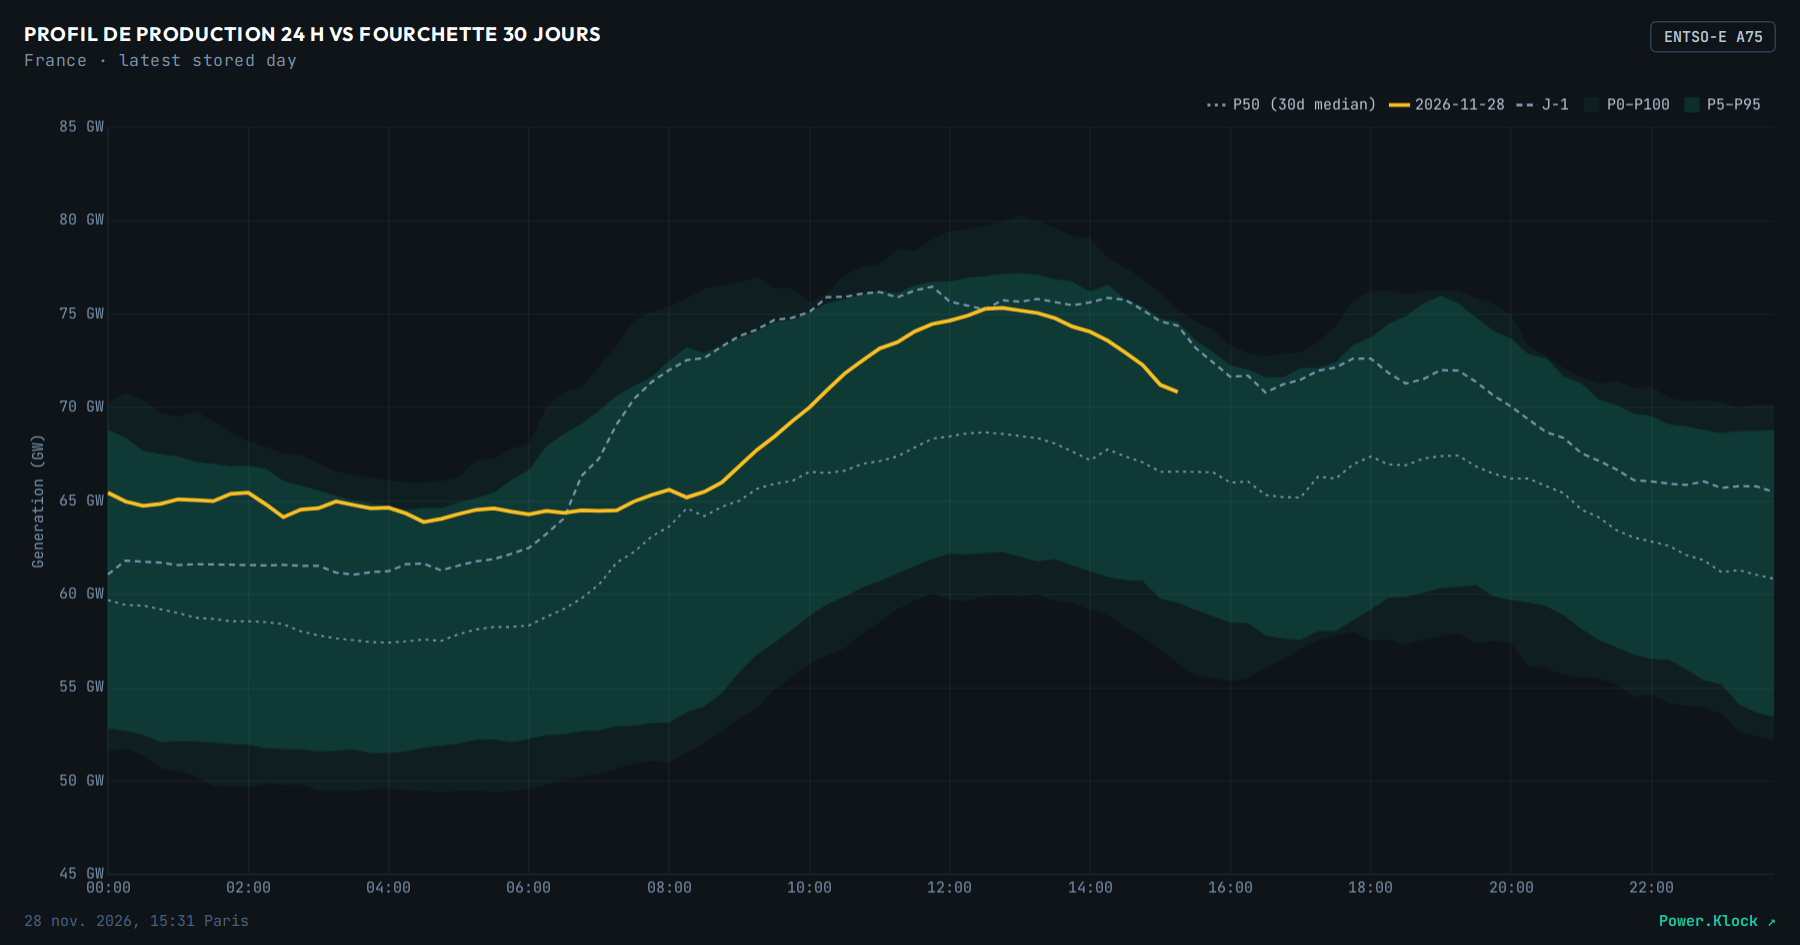 PROFIL DE PRODUCTION 24 H VS FOURCHETTE 30 JOURS
ENTSO-E A75
France · latest stored day
P50 (30d median) 2026-11-28 J-1 P0–P100 P5–P95
85 GW
80 GW
75 GW
70 GW
65 GW
60 GW
55 GW
50 GW
45 GW
Generation (GW)
00:00 02:00 04:00 06:00 08:00 10:00 12:00 14:00 16:00 18:00 20:00 22:00
28 nov. 2026, 15:31 Paris
Power.Klock ↗